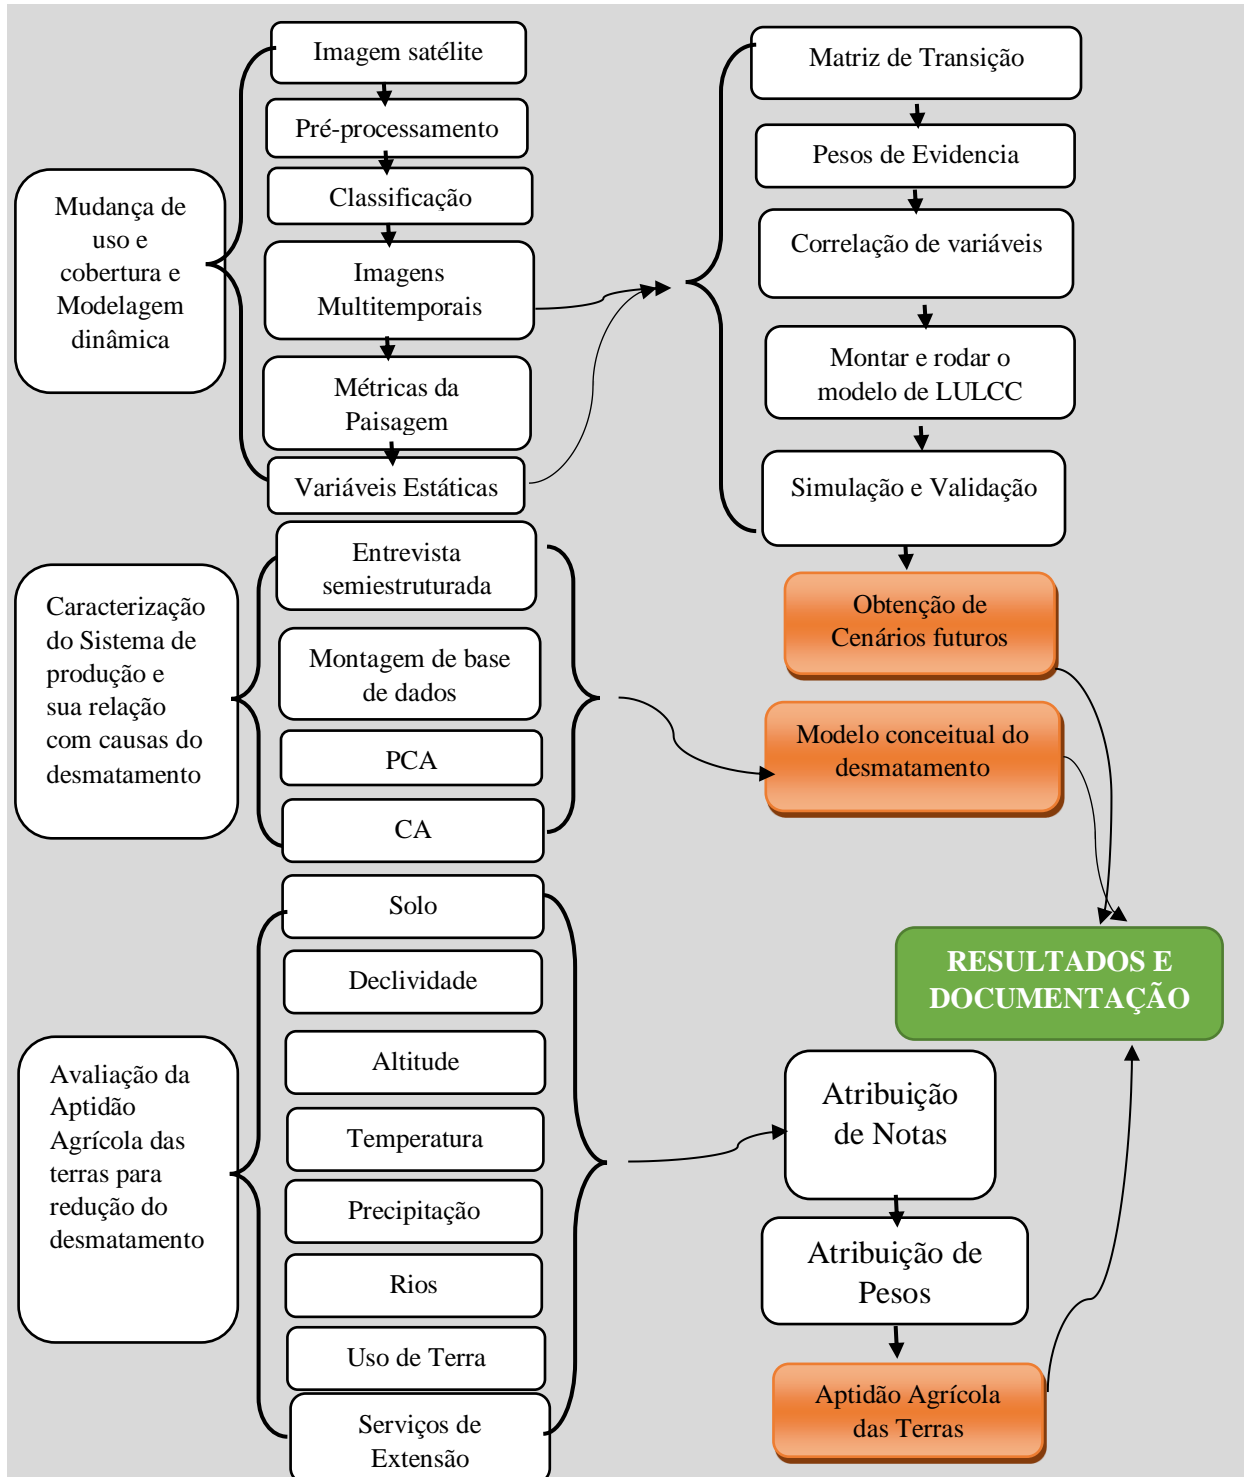 Imagem satélite
Pré-processamento
Classificação
Imagens
Multitemporais
Métricas da
Paisagem
Variáveis Estáticas
Mudança de
uso e
cobertura e
Modelagem
dinâmica
Matriz de Transição
Pesos de Evidencia
Correlação de variáveis
Montar e rodar o
modelo de LULCC
Simulação e Validação
Obtenção de
Cenários futuros
Caracterização
do Sistema de
produção e
sua relação
com causas do
desmatamento
Entrevista
semiestruturada
Montagem de base
de dados
PCA
CA
Modelo conceitual do
desmatamento
Avaliação da
Aptidão
Agrícola das
terras para
redução do
desmatamento
Solo
Declividade
Altitude
Temperatura
Precipitação
Rios
Uso de Terra
Serviços de
Extensão
Atribuição
de Notas
Atribuição de
Pesos
Aptidão Agrícola
das Terras
RESULTADOS E
DOCUMENTAÇÃO